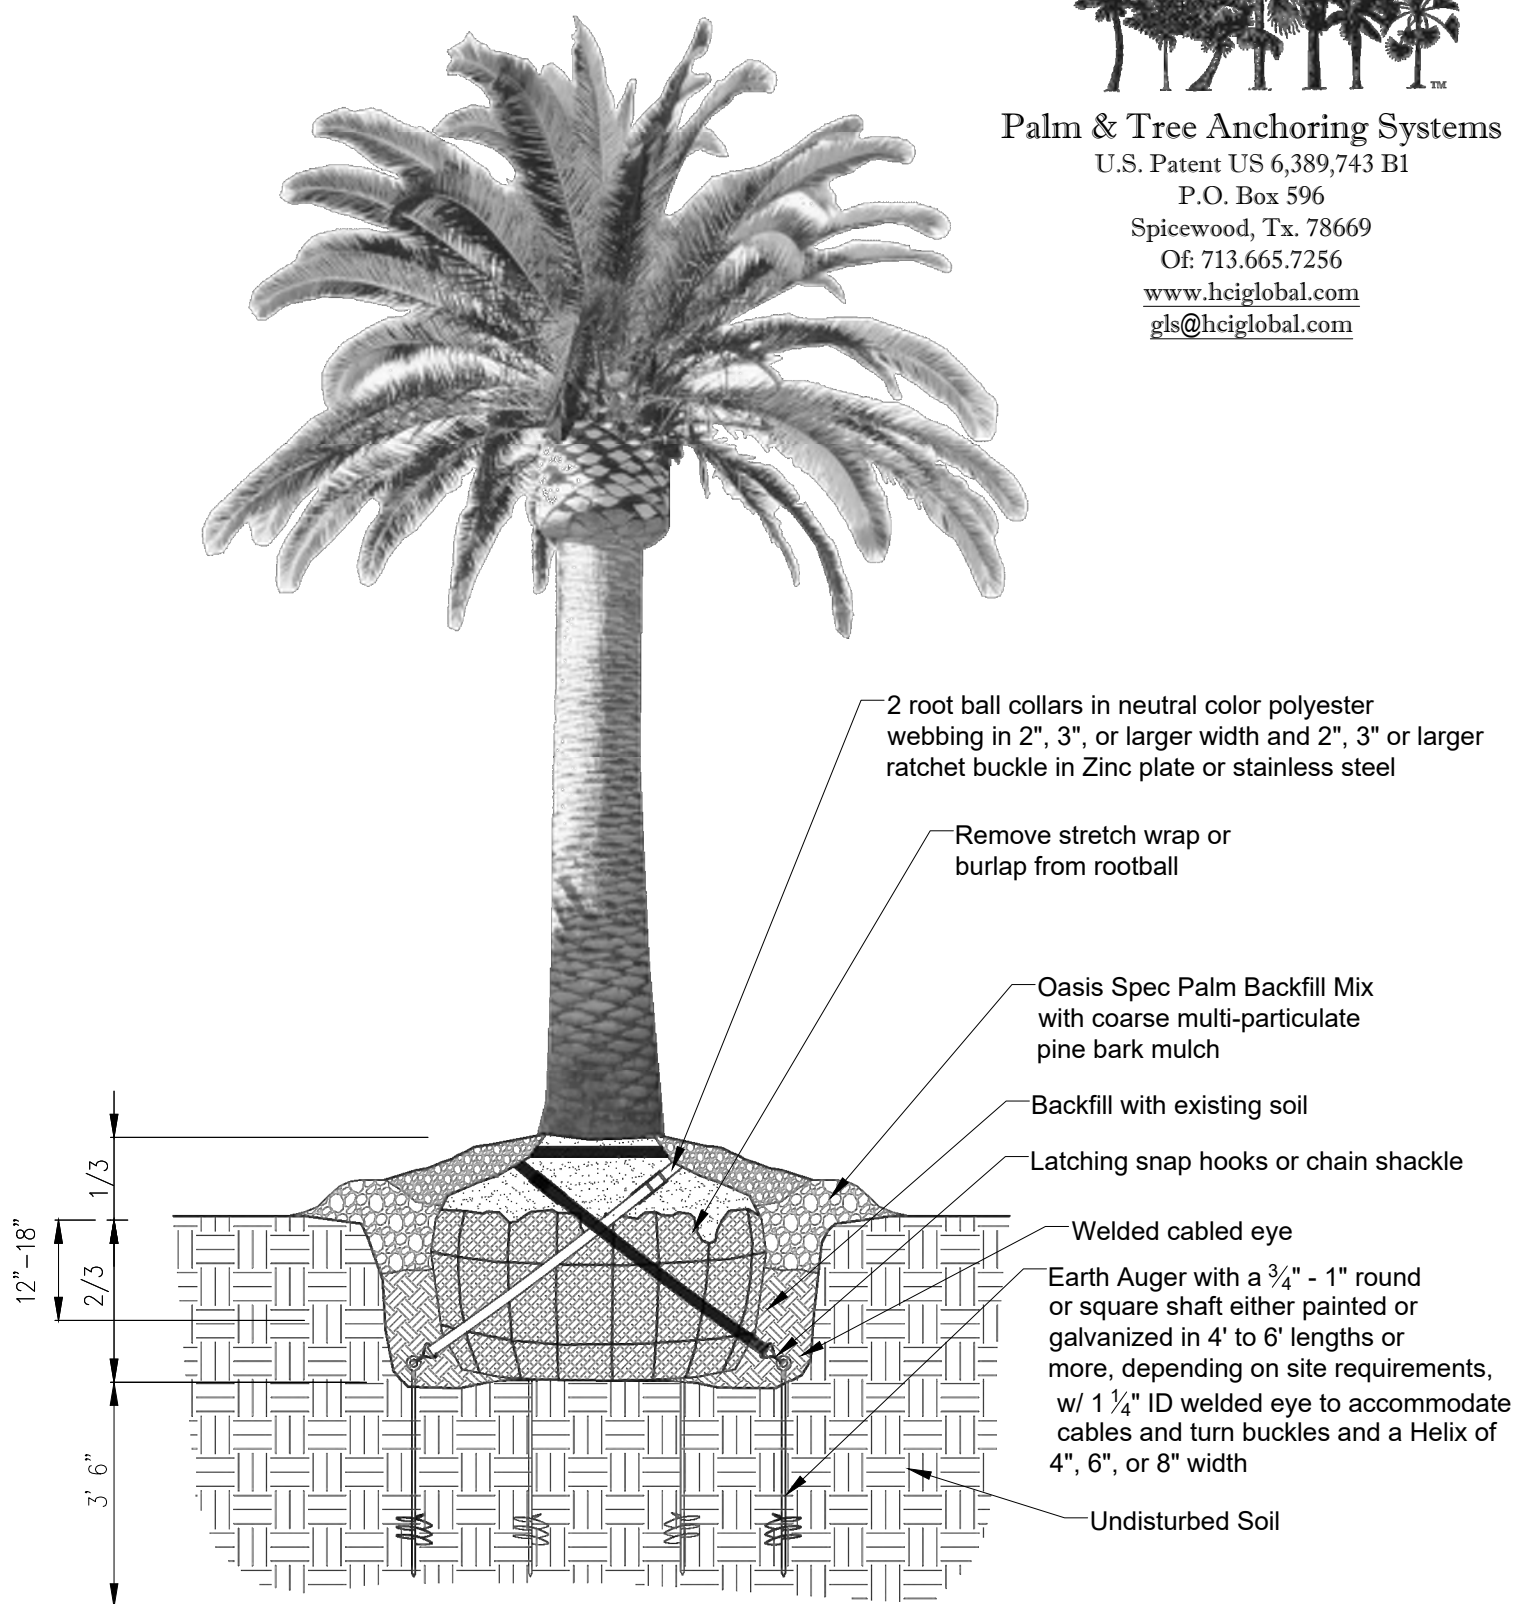 TM
Palm & Tree Anchoring Systems
U.S. Patent US 6,389,743 B1
P.O. Box 596
Spicewood, Tx. 78669
Of: 713.665.7256
www.hciglobal.com
gls@hciglobal.com
2 root ball collars in neutral color polyester
webbing in 2", 3", or larger width and 2", 3" or larger
ratchet buckle in Zinc plate or stainless steel
Remove stretch wrap or
burlap from rootball
Oasis Spec Palm Backfill Mix
with coarse multi-particulate
pine bark mulch
Backfill with existing soil
Latching snap hooks or chain shackle
Welded cabled eye
Earth Auger with a ¾" - 1" round
or square shaft either painted or
galvanized in 4' to 6' lengths or
more, depending on site requirements,
w/ 1 ¼" ID welded eye to accommodate
cables and turn buckles and a Helix of
4", 6", or 8" width
Undisturbed Soil
1/3
12"-18"
2/3
3' 6"